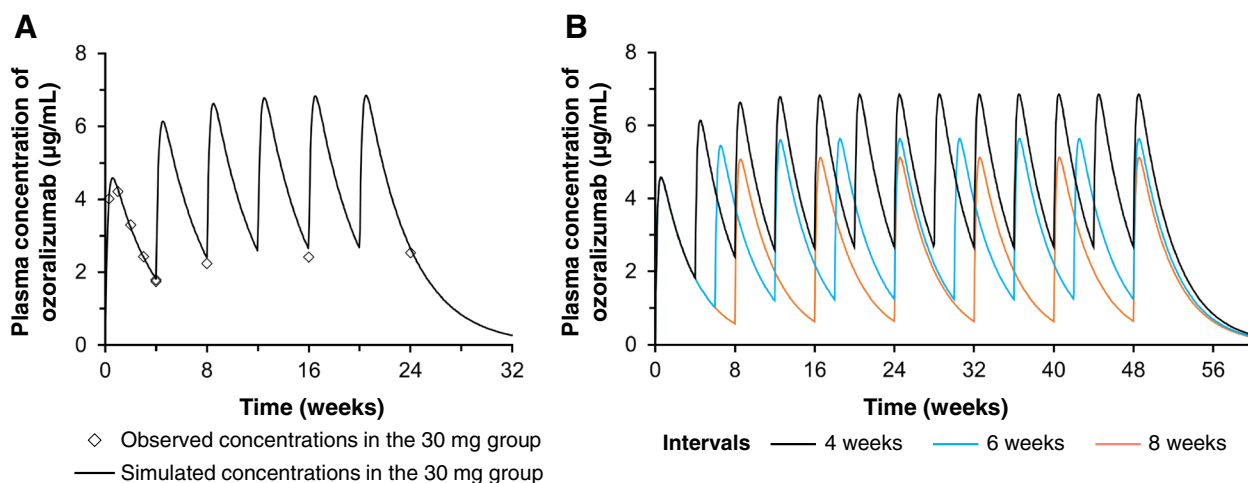 A
Plasma concentration of
ozoralizumab (µg/mL)
8
6
4
2
0
0
8
16
24
32
Time (weeks)
Observed concentrations in the 30 mg group
Simulated concentrations in the 30 mg group
B
Plasma concentration of
ozoralizumab (µg/mL)
8
6
4
2
0
0
8
16
24
32
40
48
56
Time (weeks)
Intervals
4 weeks
6 weeks
8 weeks